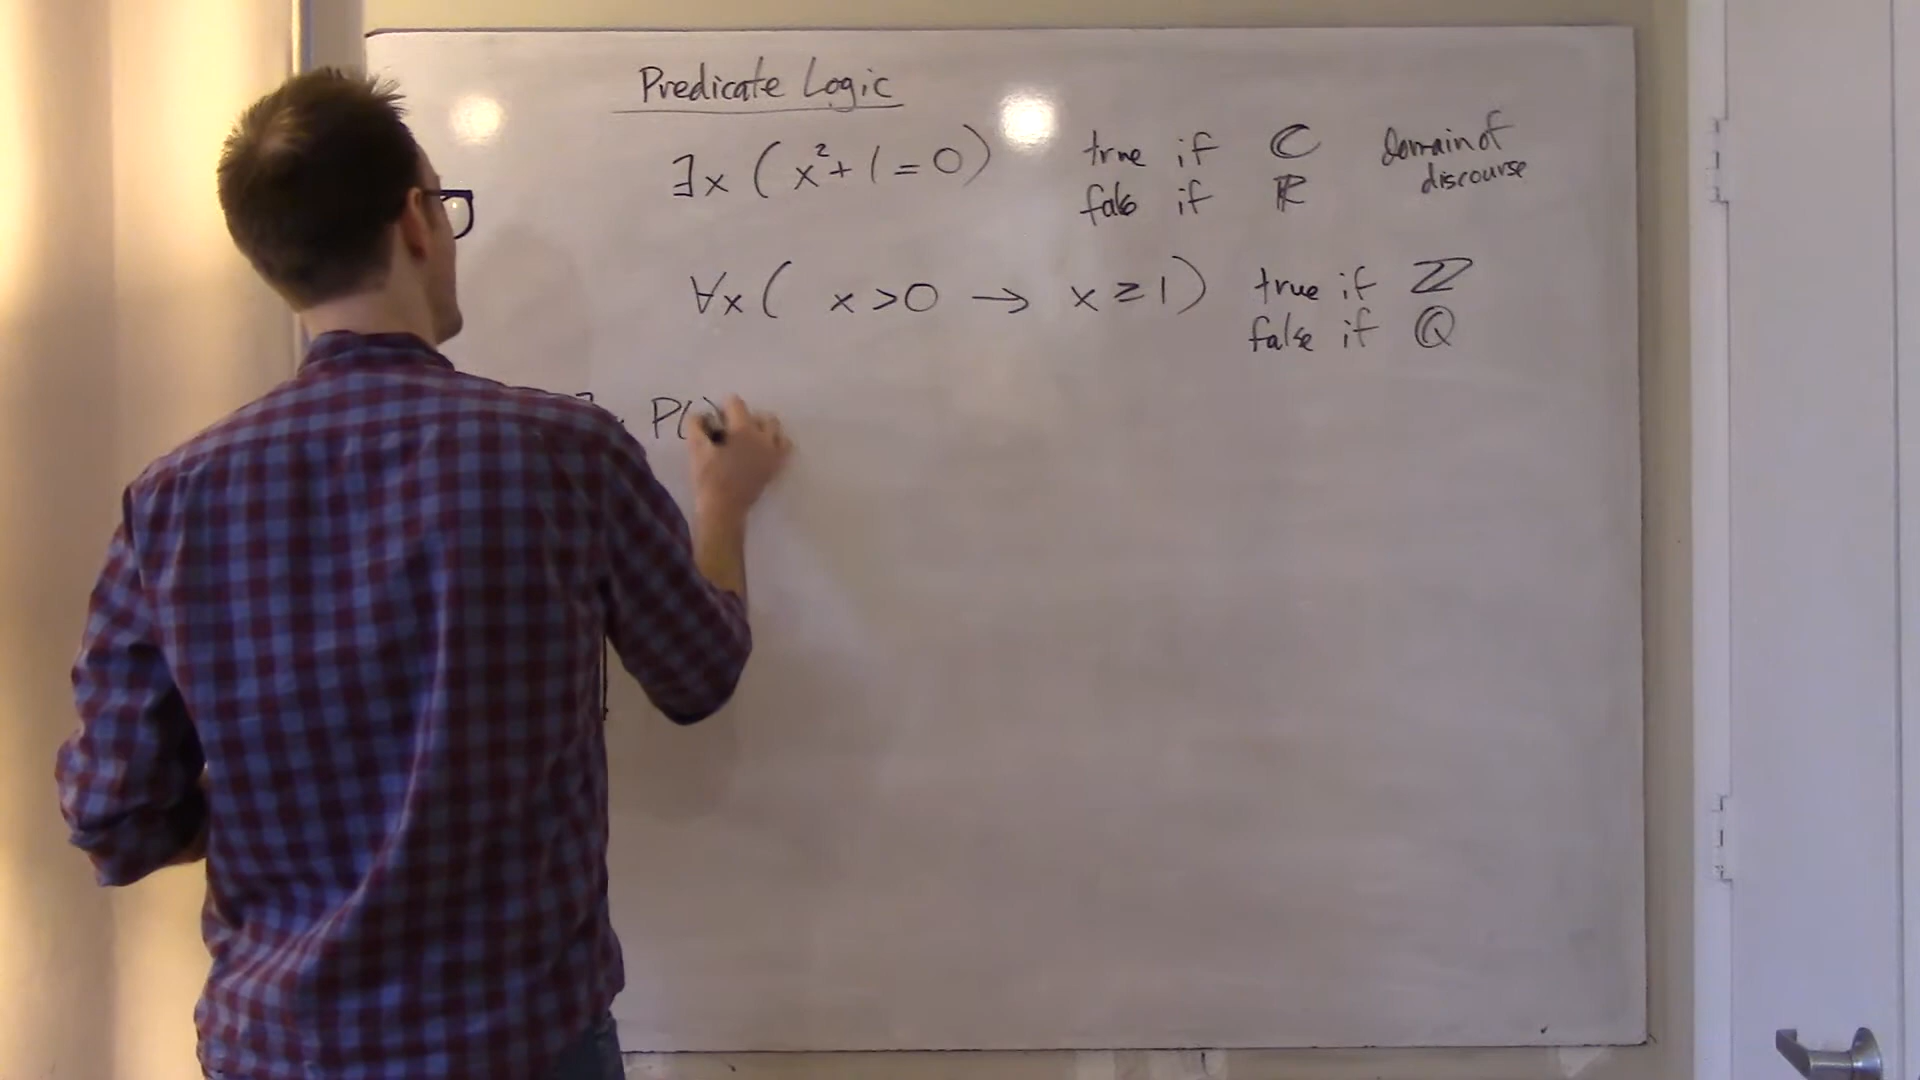 Predicate Logic
∃x (x²+1=0) true if ℂ Domain of discourse
false if ℝ
∀x ( x>0 → x≥1) true if ℤ
false if ℚ
P(